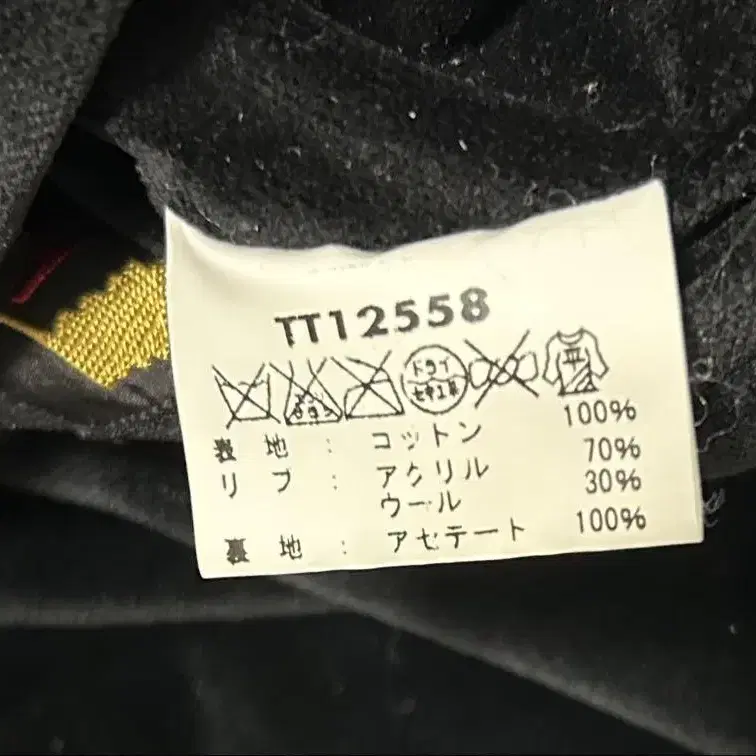 TT12558
ドライ
セキユ系
平
表 地 : コットン 100%
リ ブ : アクリル 70%
ウール 30%
裏 地 : アセテート 100%